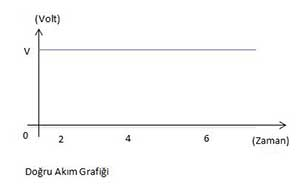 (Volt)
V
0 2 4 6 (Zaman)
Doğru Akım Grafiği